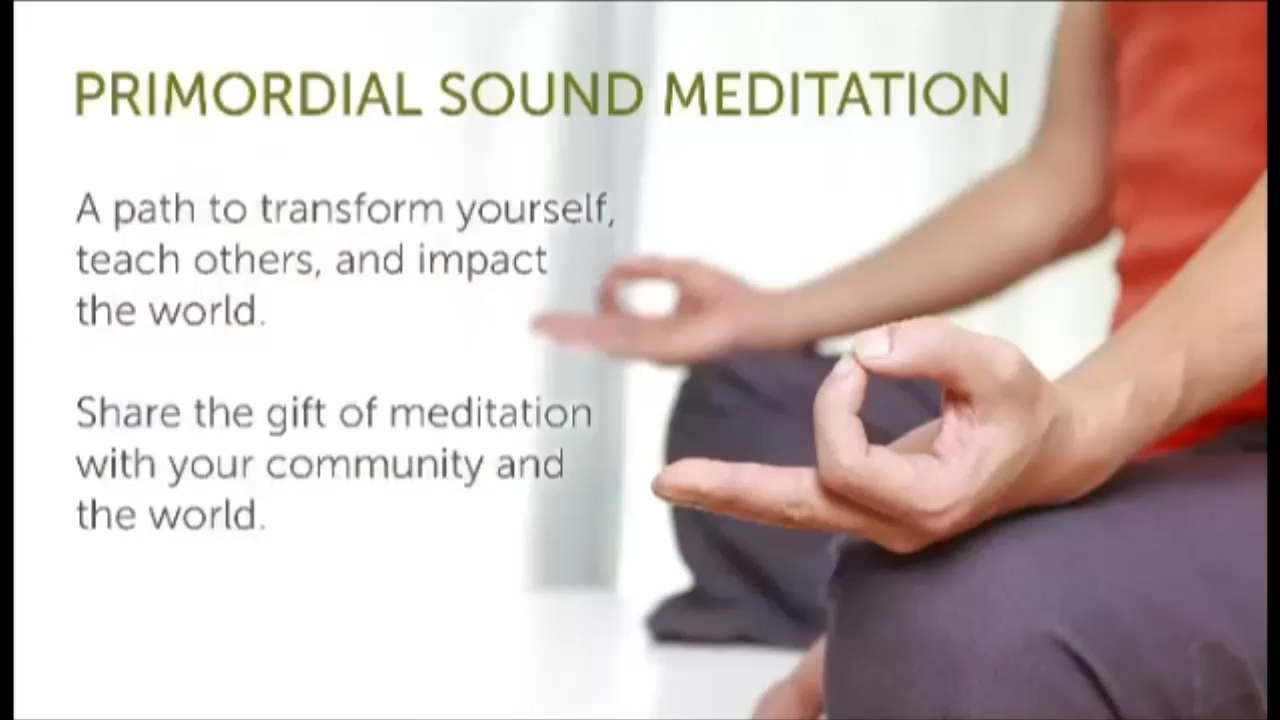 PRIMORDIAL SOUND MEDITATION
A path to transform yourself,
teach others, and impact
the world.
Share the gift of meditation
with your community and
the world.